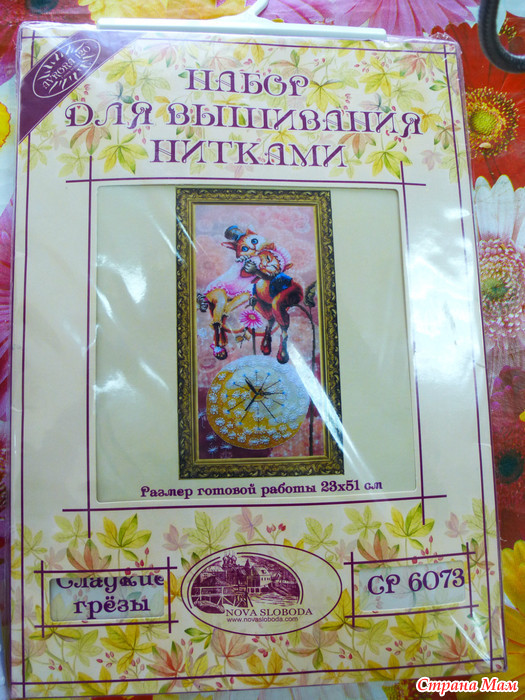 НАБОР
ДЛЯ ВЫШИВАНИЯ
НИТКАМИ
Размер готовой работы 23х51 см
Сладкие
грёзы
NOVA SLOBODA
www.novasloboda.com
СР 6073
Страна Мам